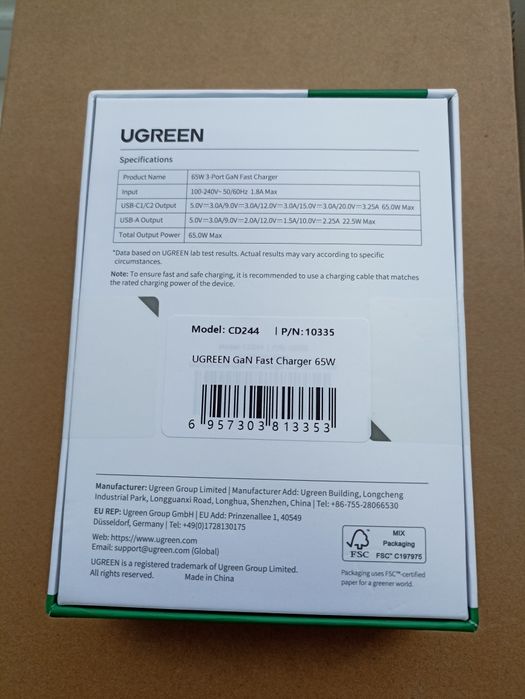 UGREEN
Specifications
Product Name 65W 3-Port GaN Fast Charger
Input 100-240V~ 50/60Hz 1.8A Max
USB-C1/C2 Output 5.0V⎓3.0A/9.0V⎓3.0A/12.0V⎓3.0A/15.0V⎓3.0A/20.0V⎓3.25A 65.0W Max
USB-A Output 5.0V⎓3.0A/9.0V⎓2.0A/12.0V⎓1.5A/10.0V⎓2.25A 22.5W Max
Total Output Power 65.0W Max
*Data based on UGREEN lab test results. Actual results may vary according to specific
circumstances.
Note: To ensure fast and safe charging, it is recommended to use a charging cable that matches
the rated charging power of the device.
Model: CD244 | P/N: 10335
UGREEN GaN Fast Charger 65W
6 957303 813353
Manufacturer: Ugreen Group Limited | Manufacturer Add: Ugreen Building, Longcheng
Industrial Park, Longguanxi Road, Longhua, Shenzhen, China | Tel: +86-755-28066530
EU REP: Ugreen Group GmbH | EU Add: Prinzenallee 1, 40549
Düsseldorf, Germany | Tel: +49(0)1728130175
Web: https://www.ugreen.com
Email: support@ugreen.com (Global)
UGREEN is a registered trademark of Ugreen Group Limited.
All rights reserved. Made in China
FSC
MIX
Packaging
FSC® C197975
Packaging uses FSC™-certified
paper for a greener world.